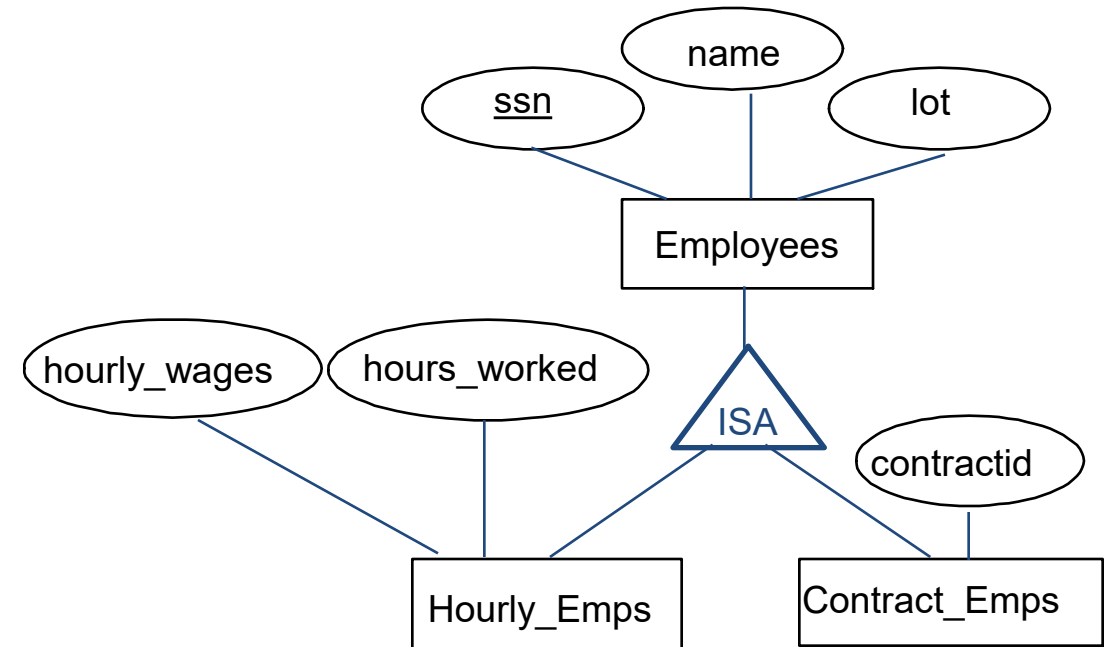 name
ssn
lot
Employees
hourly_wages
hours_worked
ISA
contractid
Hourly_Emps
Contract_Emps